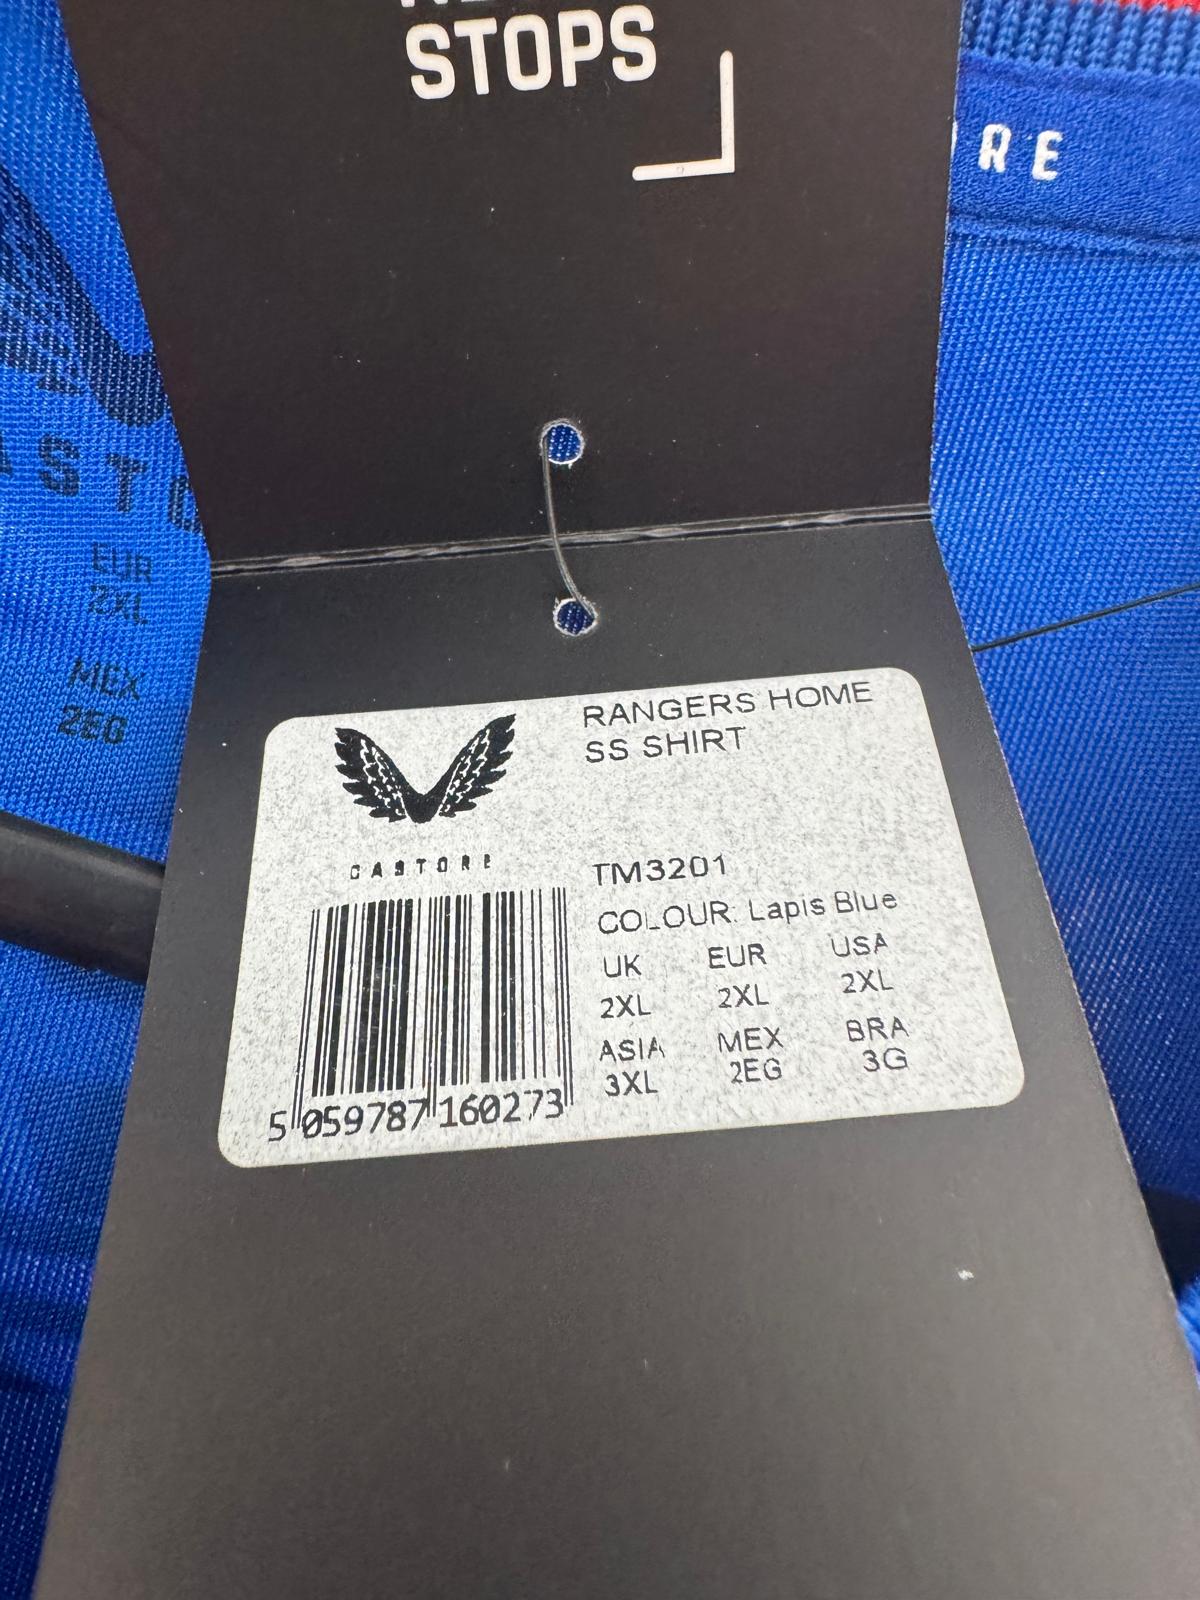 STOPS
RE
ASTO
EUR
2XL
MEX
2EG
RANGERS HOME
SS SHIRT
CASTORE
TM3201
COLOUR: Lapis Blue
UK EUR USA
2XL 2XL 2XL
ASIA MEX BRA
3XL 2EG 3G
5 059787 160273